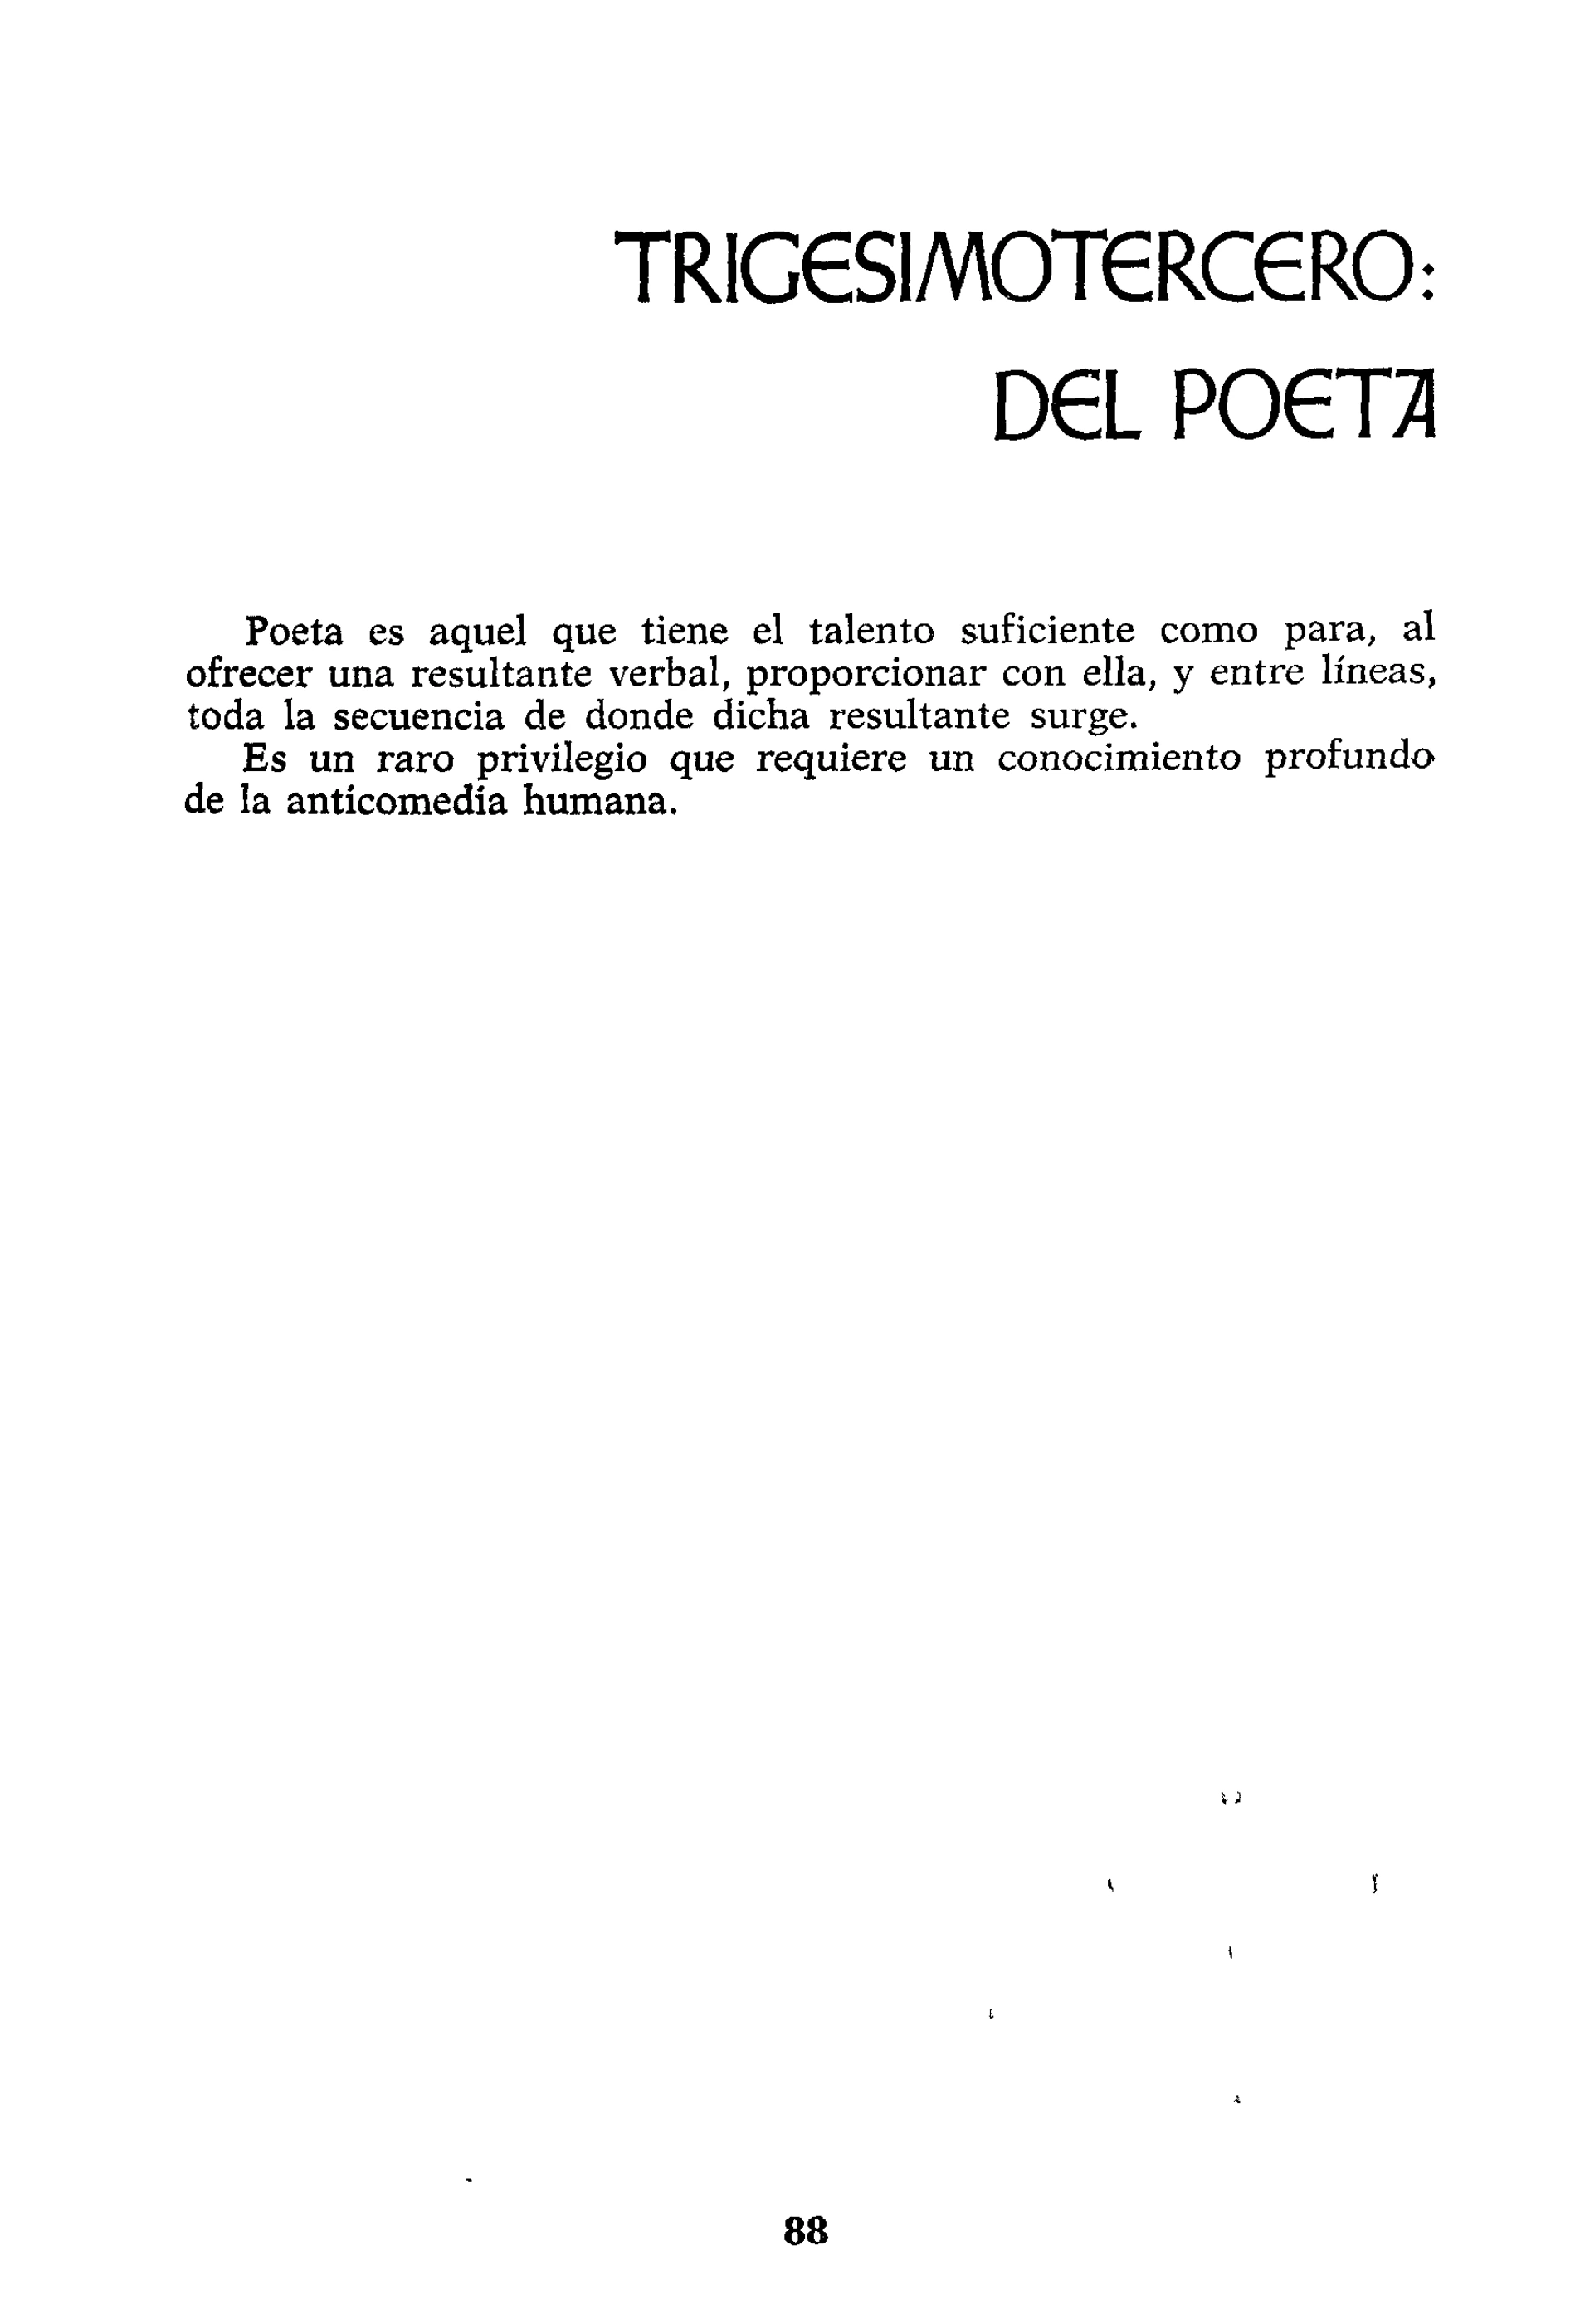 TRIGESIMOTERCERO:
DEL POETA
Poeta es aquel que tiene el talento suficiente como para, al
ofrecer una resultante verbal, proporcionar con ella, y entre líneas,
toda la secuencia de donde dicha resultante surge.
Es un raro privilegio que requiere un conocimiento profundo
de la anticomedia humana.
88